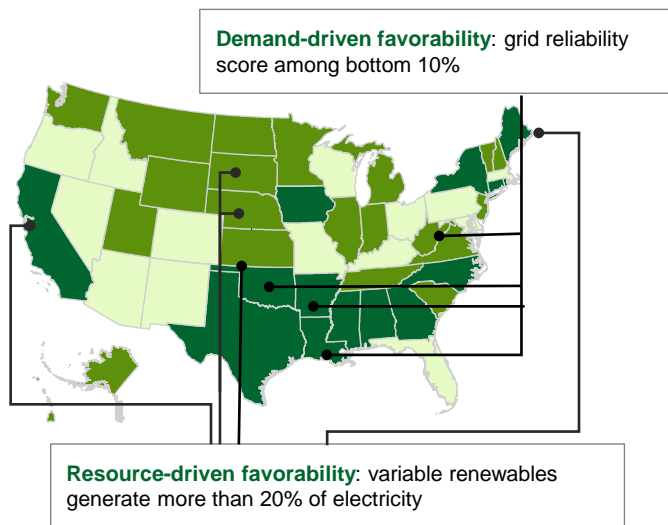 Demand-driven favorability: grid reliability
score among bottom 10%
Resource-driven favorability: variable renewables
generate more than 20% of electricity